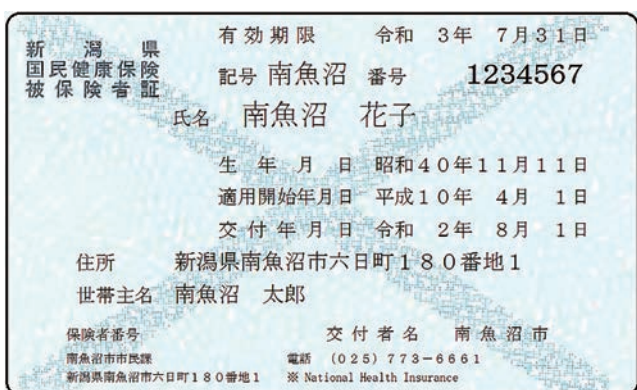 新潟県
国民健康保険
被保険者証
有効期限 令和 3年 7月31日
記号 南魚沼 番号 1234567
氏名 南魚沼 花子
生年月日 昭和40年11月11日
適用開始年月日 平成10年 4月 1日
交付年月日 令和 2年 8月 1日
住所 新潟県南魚沼市六日町180番地1
世帯主名 南魚沼 太郎
保険者番号 交付者名 南魚沼市
南魚沼市市民課 電話 (025)773-6661
新潟県南魚沼市六日町180番地1 ※ National Health Insurance